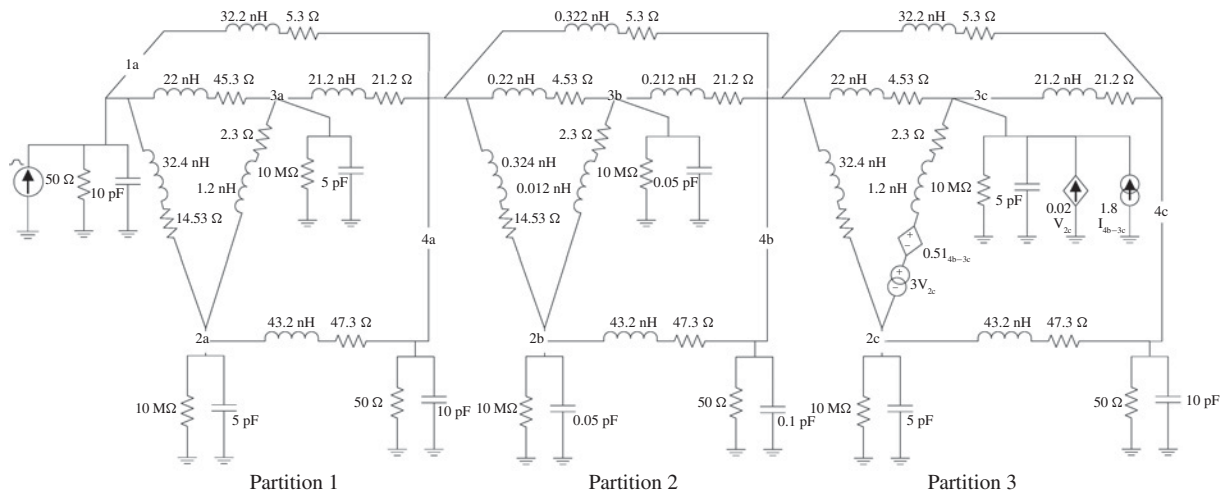 32.2 nH 5.3 Ω 0.322 nH 5.3 Ω 32.2 nH 5.3 Ω
1a
22 nH 45.3 Ω 21.2 nH 21.2 Ω 0.22 nH 4.53 Ω 0.212 nH 21.2 Ω 22 nH 4.53 Ω 21.2 nH 21.2 Ω
3a 3b 3c
2.3 Ω 2.3 Ω 2.3 Ω
32.4 nH 0.324 nH 32.4 nH
50 Ω 10 pF 1.2 nH 10 MΩ 5 pF 0.012 nH 10 MΩ 0.05 pF 1.2 nH 10 MΩ 5 pF
14.53 Ω 14.53 Ω 14.53 Ω
0.02 V2c 1.8 I4b−3c
4a 4b 4c
+ − 0.514b−3c
+ − 3V2c
43.2 nH 47.3 Ω 43.2 nH 47.3 Ω 43.2 nH 47.3 Ω
2a 2b 2c
10 MΩ 5 pF 50 Ω 10 pF 10 MΩ 0.05 pF 50 Ω 0.1 pF 10 MΩ 5 pF 50 Ω 10 pF
Partition 1 Partition 2 Partition 3